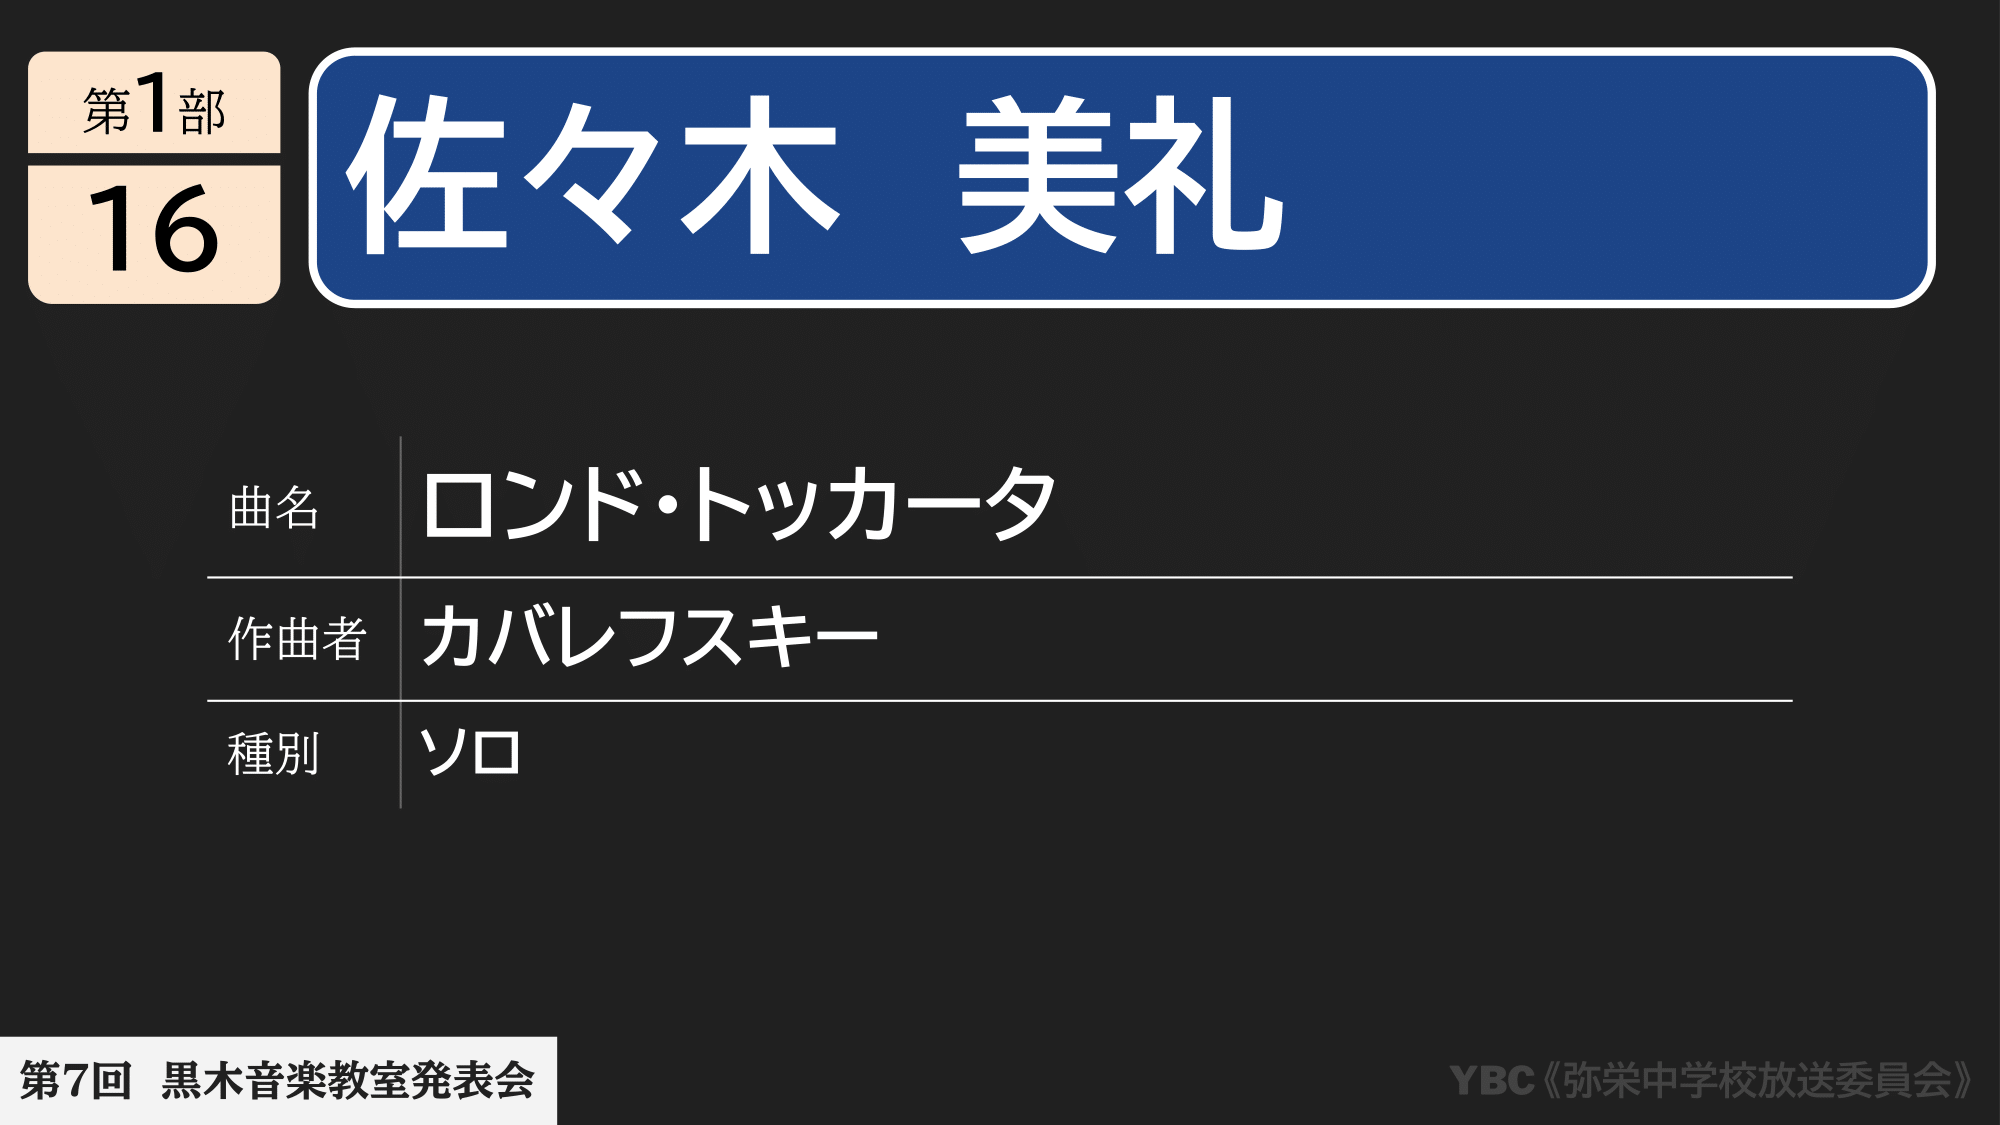 第1部
16
佐々木 美礼
曲名 ロンド・トッカータ
作曲者 カバレフスキー
種別 ソロ
第7回 黒木音楽教室発表会
YBC《弥栄中学校放送委員会》